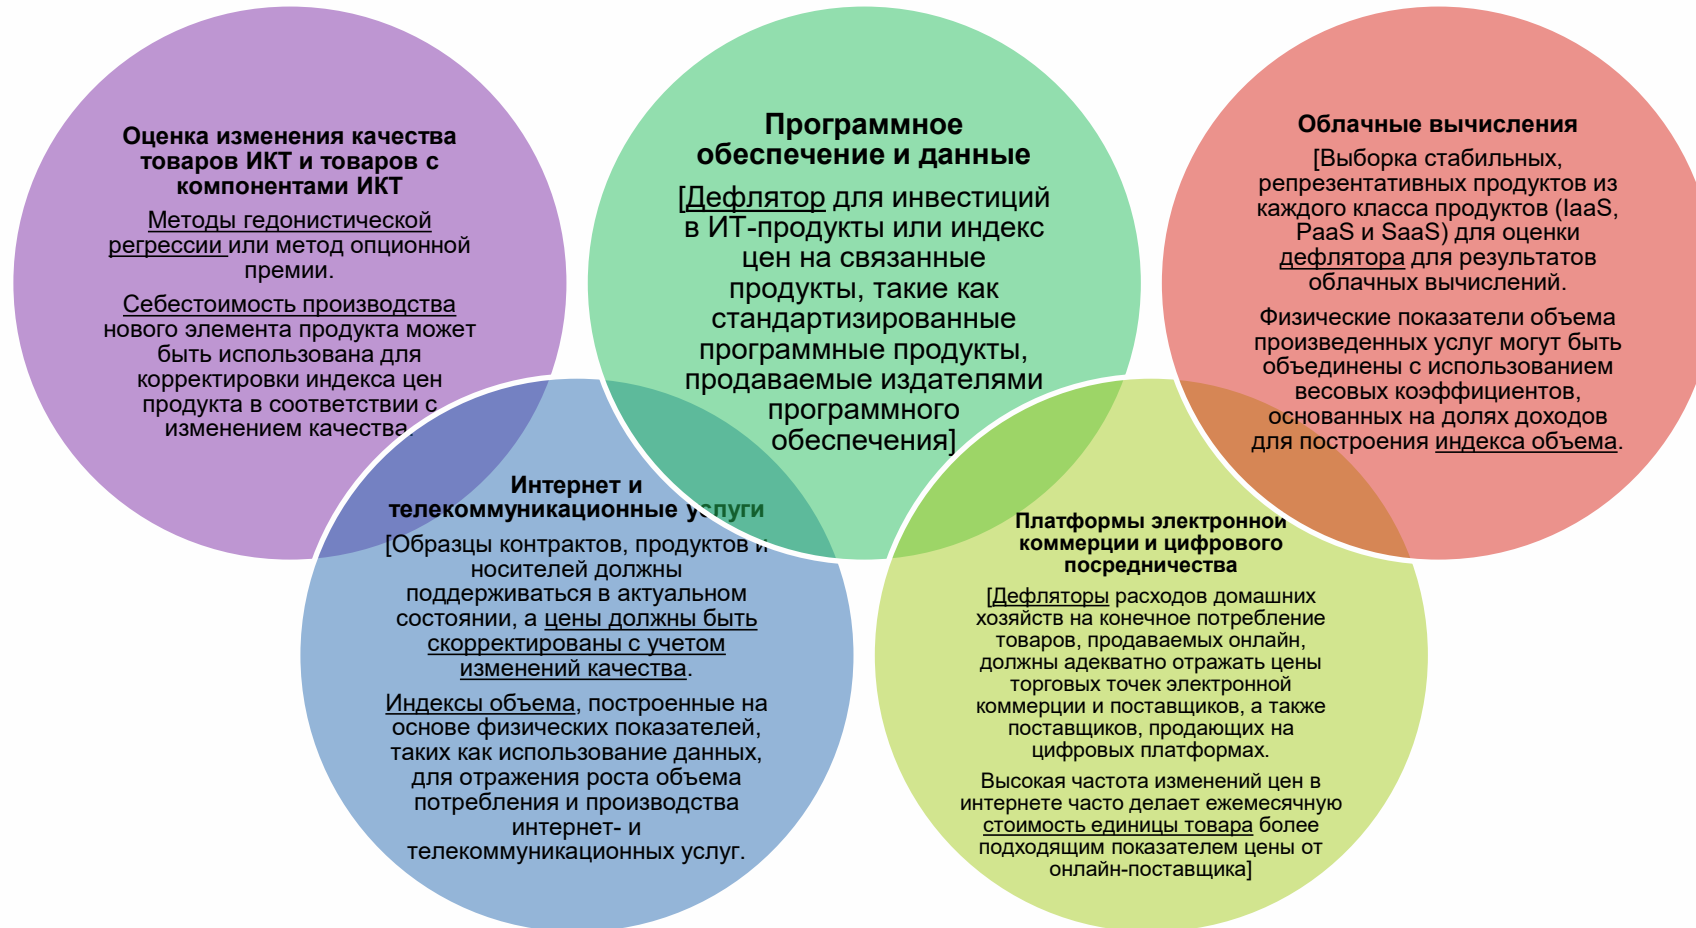 Оценка изменения качества
товаров ИКТ и товаров с
компонентами ИКТ
Методы гедонистической
регрессии или метод опционной
премии.
Себестоимость производства
нового элемента продукта может
быть использована для
корректировки индекса цен
продукта в соответствии с
изменением качества.
Интернет и
телекоммуникационные услуги
[Образцы контрактов, продуктов и
носителей должны
поддерживаться в актуальном
состоянии, а цены должны быть
скорректированы с учетом
изменений качества.
Индексы объема, построенные на
основе физических показателей,
таких как использование данных,
для отражения роста объема
потребления и производства
интернет- и
телекоммуникационных услуг.
Программное
обеспечение и данные
[Дефлятор для инвестиций
в ИТ-продукты или индекс
цен на связанные
продукты, такие как
стандартизированные
программные продукты,
продаваемые издателями
программного
обеспечения]
Платформы электронной
коммерции и цифрового
посредничества
[Дефляторы расходов домашних
хозяйств на конечное потребление
товаров, продаваемых онлайн,
должны адекватно отражать цены
торговых точек электронной
коммерции и поставщиков, а также
поставщиков, продающих на
цифровых платформах.
Высокая частота изменений цен в
интернете часто делает ежемесячную
стоимость единицы товара более
подходящим показателем цены от
онлайн-поставщика]
Облачные вычисления
[Выборка стабильных,
репрезентативных продуктов из
каждого класса продуктов (IaaS,
PaaS и SaaS) для оценки
дефлятора для результатов
облачных вычислений.
Физические показатели объема
произведенных услуг могут быть
объединены с использованием
весовых коэффициентов,
основанных на долях доходов
для построения индекса объема.